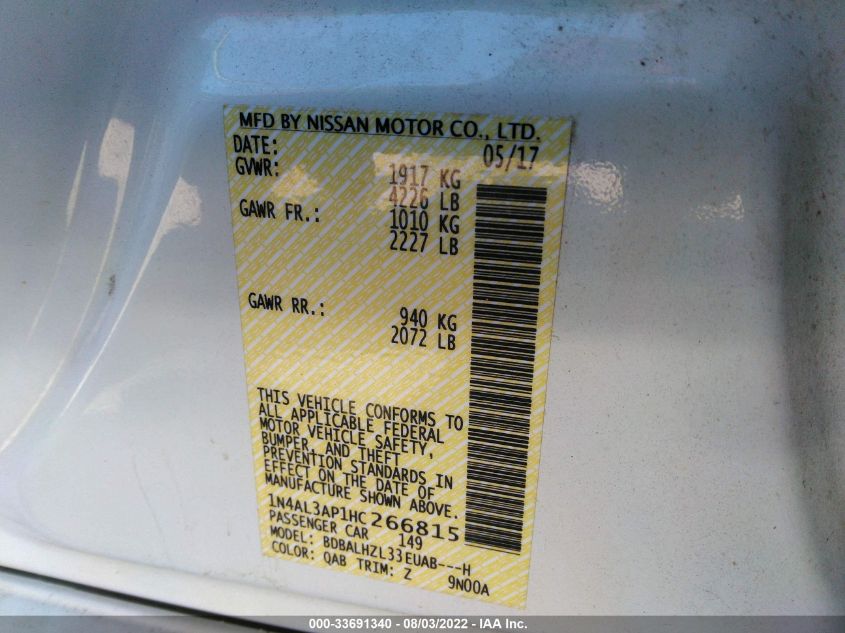 MFD BY NISSAN MOTOR CO., LTD.
DATE: 05/17
GVWR: 1917 KG
4226 LB
GAWR FR.: 1010 KG
2227 LB
GAWR RR.: 940 KG
2072 LB
THIS VEHICLE CONFORMS TO
ALL APPLICABLE FEDERAL
MOTOR VEHICLE SAFETY,
BUMPER, AND THEFT
PREVENTION STANDARDS IN
EFFECT ON THE DATE OF
MANUFACTURE SHOWN ABOVE.
1N4AL3AP1HC266815
PASSENGER CAR 149
MODEL: BDBALHZL33EUAB---H
COLOR: QAB TRIM: Z 9N00A
000-33691340 - 08/03/2022 - IAA Inc.